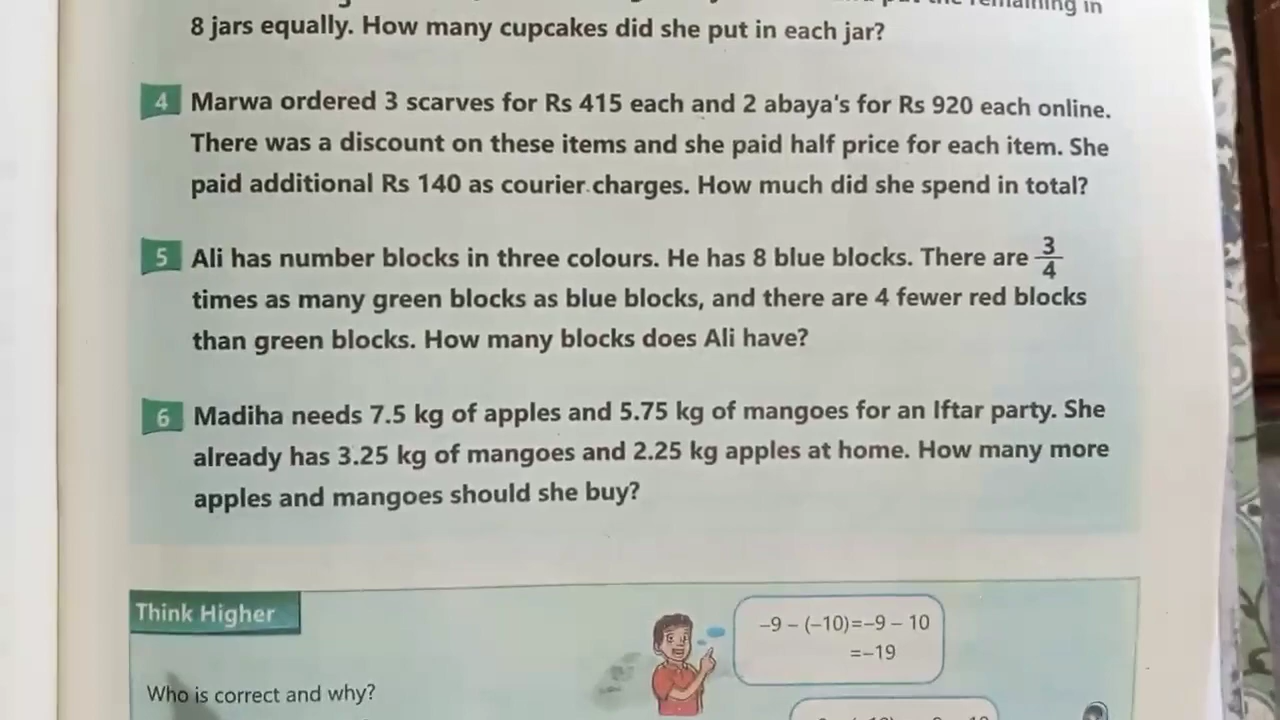 remaining in
8 jars equally. How many cupcakes did she put in each jar?
4 Marwa ordered 3 scarves for Rs 415 each and 2 abaya's for Rs 920 each online.
There was a discount on these items and she paid half price for each item. She
paid additional Rs 140 as courier charges. How much did she spend in total?
5 Ali has number blocks in three colours. He has 8 blue blocks. There are 3/4
times as many green blocks as blue blocks, and there are 4 fewer red blocks
than green blocks. How many blocks does Ali have?
6 Madiha needs 7.5 kg of apples and 5.75 kg of mangoes for an Iftar party. She
already has 3.25 kg of mangoes and 2.25 kg apples at home. How many more
apples and mangoes should she buy?
Think Higher
−9 − (−10)=−9 − 10
=−19
Who is correct and why?